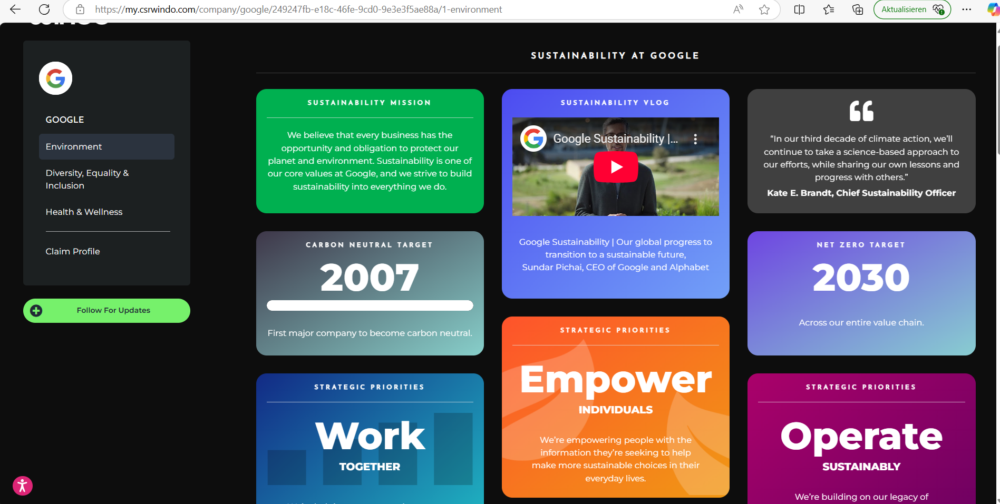 https://my.csrwindo.com/company/google/249247fb-e18c-46fe-9cd0-9e3e3f5ae88a/1-environment
Aktualisieren
GOOGLE
Environment
Diversity, Equality &
Inclusion
Health & Wellness
Claim Profile
Follow For Updates
SUSTAINABILITY AT GOOGLE
SUSTAINABILITY MISSION
We believe that every business has the
opportunity and obligation to protect our
planet and environment. Sustainability is one of
our core values at Google, and we strive to build
sustainability into everything we do.
SUSTAINABILITY VLOG
Google Sustainability |...
Google Sustainability | Our global progress to
transition to a sustainable future,
Sundar Pichai, CEO of Google and Alphabet
“In our third decade of climate action, we’ll
continue to take a science-based approach to
our efforts, while sharing our own lessons and
progress with others.”
Kate E. Brandt, Chief Sustainability Officer
CARBON NEUTRAL TARGET
2007
First major company to become carbon neutral.
NET ZERO TARGET
2030
Across our entire value chain.
STRATEGIC PRIORITIES
Work
TOGETHER
STRATEGIC PRIORITIES
Empower
INDIVIDUALS
We’re empowering people with the
information they’re seeking to help
make more sustainable choices in their
everyday lives.
STRATEGIC PRIORITIES
Operate
SUSTAINABLY
We’re building on our legacy of